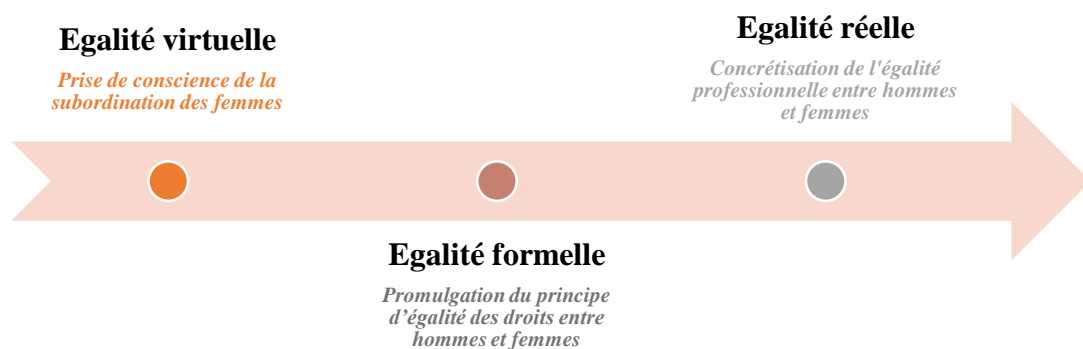 Egalité virtuelle
Prise de conscience de la
subordination des femmes
Egalité formelle
Promulgation du principe
d’égalité des droits entre
hommes et femmes
Egalité réelle
Concrétisation de l'égalité
professionnelle entre hommes
et femmes